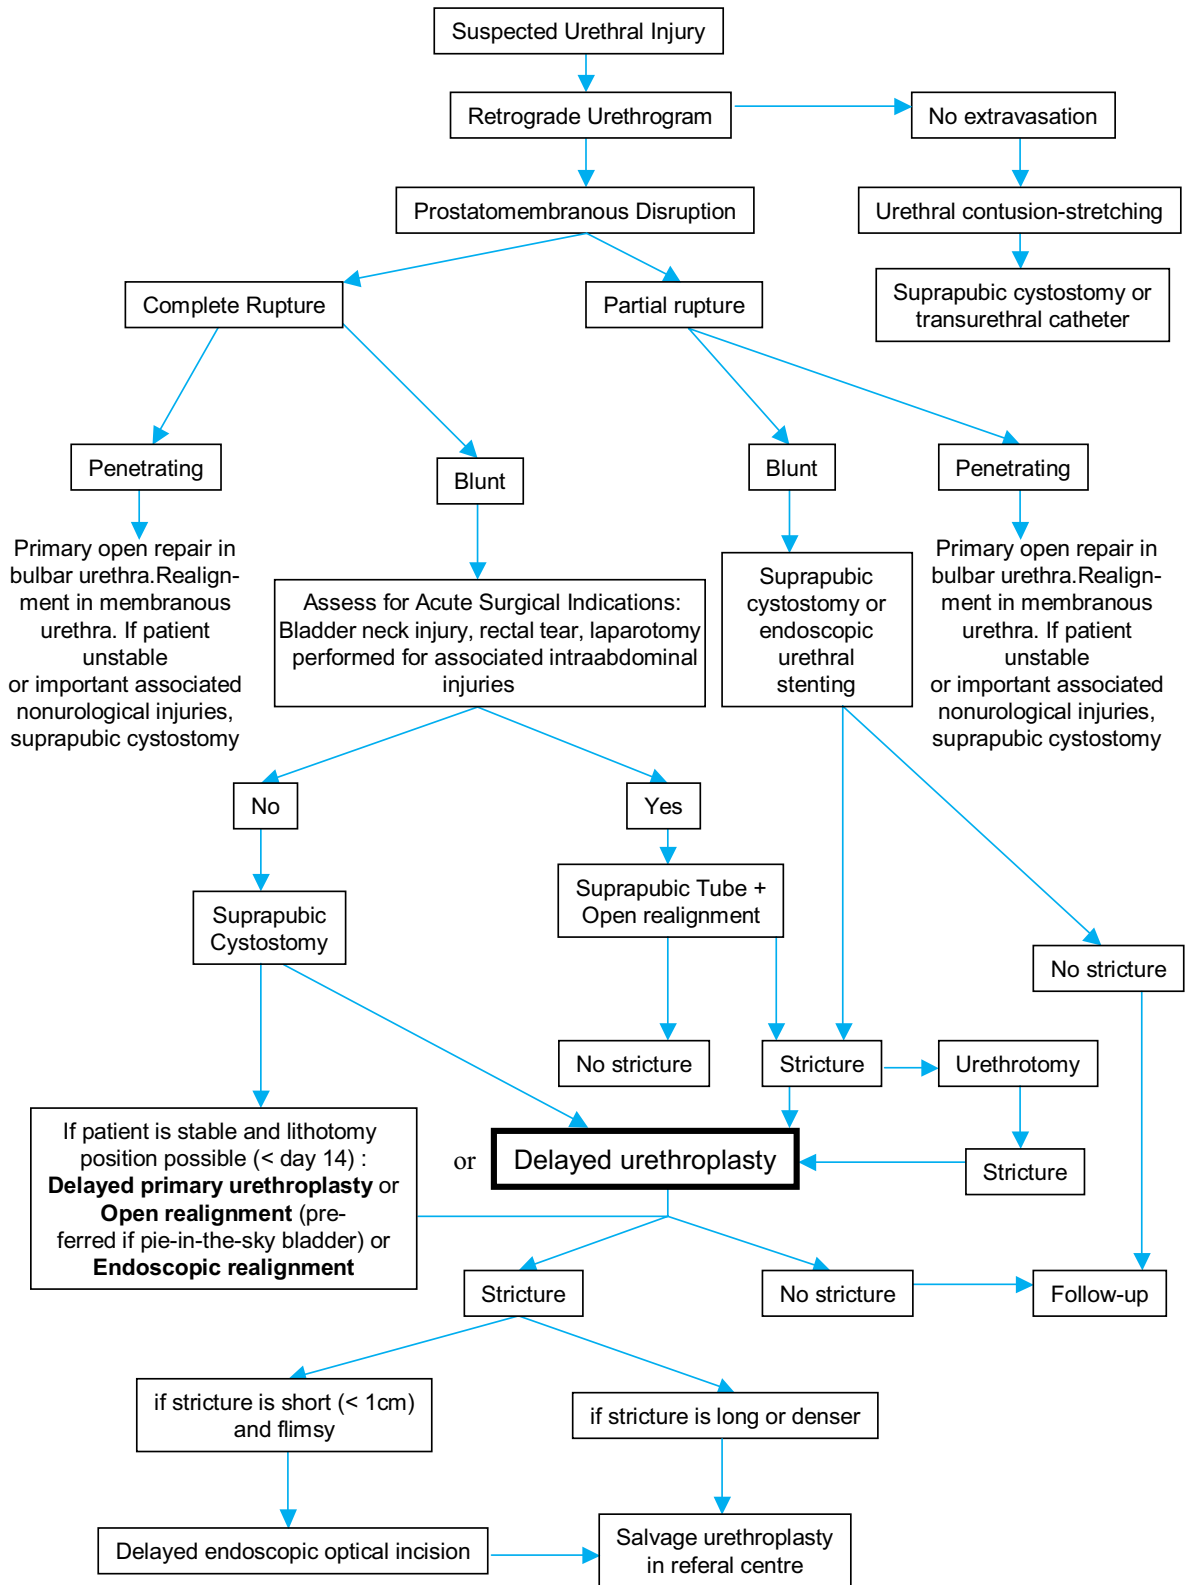 Suspected Urethral Injury
Retrograde Urethrogram
No extravasation
Prostatomembranous Disruption
Urethral contusion-stretching
Complete Rupture
Partial rupture
Suprapubic cystostomy or
transurethral catheter
Penetrating
Blunt
Blunt
Penetrating
Primary open repair in
bulbar urethra.Realign-
ment in membranous
urethra. If patient
unstable
or important associated
nonurological injuries,
suprapubic cystostomy
Assess for Acute Surgical Indications:
Bladder neck injury, rectal tear, laparotomy
performed for associated intraabdominal
injuries
Suprapubic
cystostomy or
endoscopic
urethral
stenting
Primary open repair in
bulbar urethra.Realign-
ment in membranous
urethra. If patient
unstable
or important associated
nonurological injuries,
suprapubic cystostomy
No
Yes
Suprapubic
Cystostomy
Suprapubic Tube +
Open realignment
No stricture
No stricture
Stricture
Urethrotomy
If patient is stable and lithotomy
position possible (< day 14) :
Delayed primary urethroplasty or
Open realignment (pre-
ferred if pie-in-the-sky bladder) or
Endoscopic realignment
or
Delayed urethroplasty
Stricture
Stricture
No stricture
Follow-up
if stricture is short (< 1cm)
and flimsy
if stricture is long or denser
Delayed endoscopic optical incision
Salvage urethroplasty
in referal centre